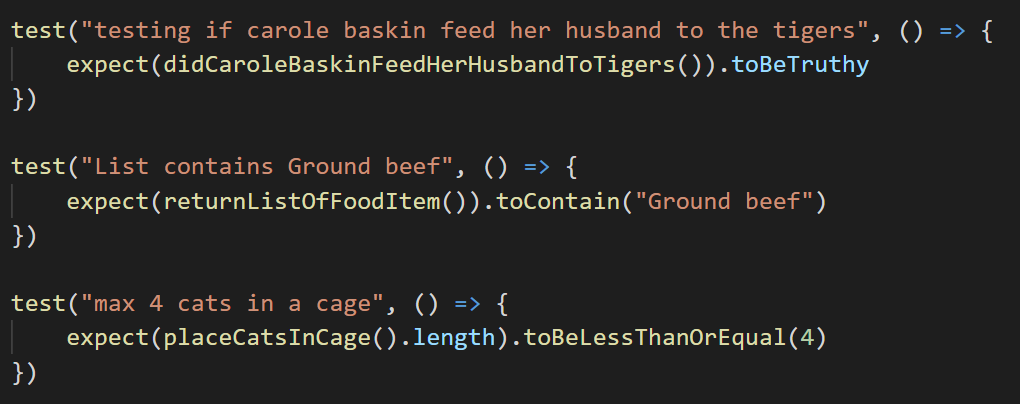 test("testing if carole baskin feed her husband to the tigers", () => {
    expect(didCaroleBaskinFeedHerHusbandToTigers()).toBeTruthy
})

test("List contains Ground beef", () => {
    expect(returnListOfFoodItem()).toContain("Ground beef")
})

test("max 4 cats in a cage", () => {
    expect(placeCatsInCage().length).toBeLessThanOrEqual(4)
})